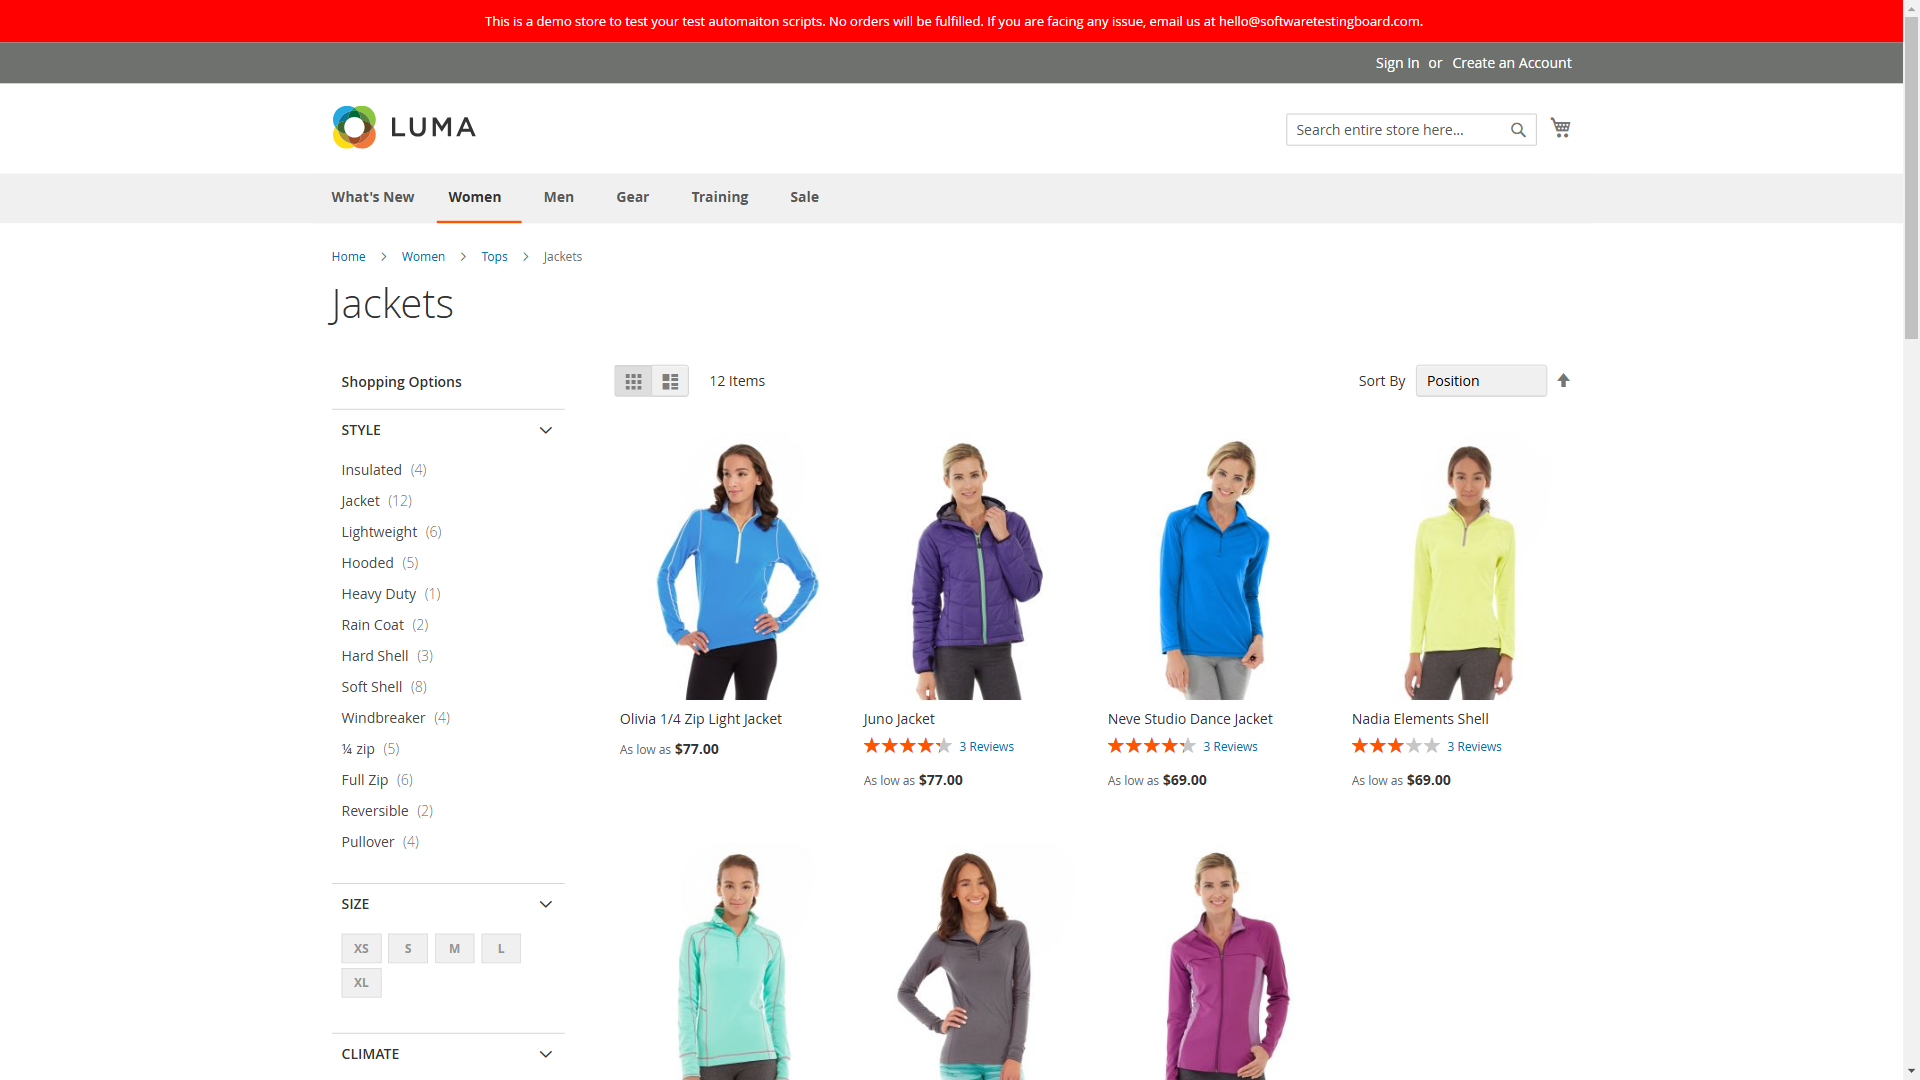 This is a demo store to test your test automaiton scripts. No orders will be fulfilled. If you are facing any issue, email us at hello@softwaretestingboard.com.
Sign In or Create an Account
LUMA
Search entire store here...
What's New Women Men Gear Training Sale
Home > Women > Tops > Jackets
Jackets
Shopping Options
12 Items
Sort By Position
STYLE
Insulated (4)
Jacket (12)
Lightweight (6)
Hooded (5)
Heavy Duty (1)
Rain Coat (2)
Hard Shell (3)
Soft Shell (8)
Windbreaker (4)
¼ zip (5)
Full Zip (6)
Reversible (2)
Pullover (4)
SIZE
XS S M L
XL
CLIMATE
Olivia 1/4 Zip Light Jacket
As low as $77.00
Juno Jacket
3 Reviews
As low as $77.00
Neve Studio Dance Jacket
3 Reviews
As low as $69.00
Nadia Elements Shell
3 Reviews
As low as $69.00